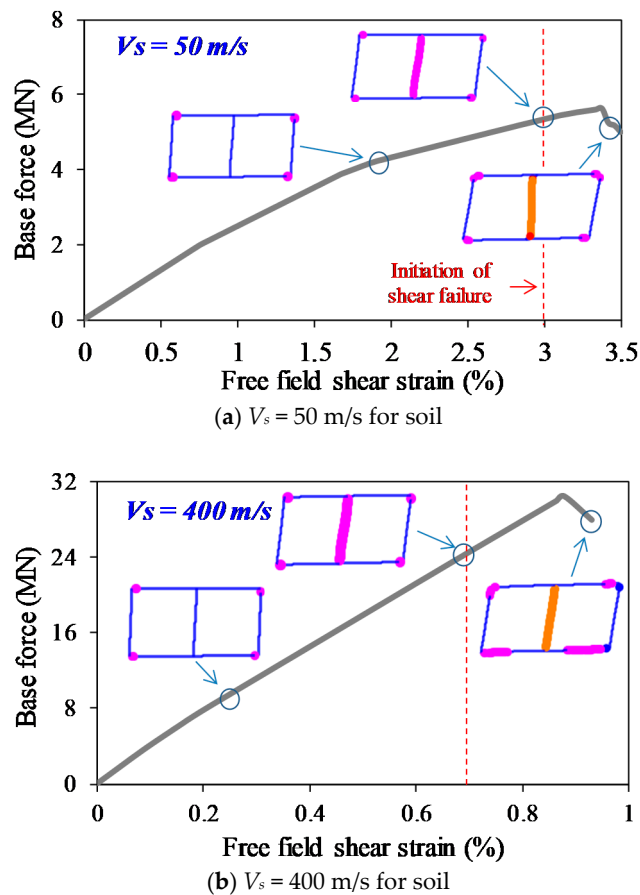 8
Vs = 50 m/s
6
4
2
0
Base force (MN)
Initiation of
shear failure
0 0.5 1 1.5 2 2.5 3 3.5
Free field shear strain (%)
(a) Vs = 50 m/s for soil
32
Vs = 400 m/s
24
16
8
0
Base force (MN)
0 0.2 0.4 0.6 0.8 1
Free field shear strain (%)
(b) Vs = 400 m/s for soil